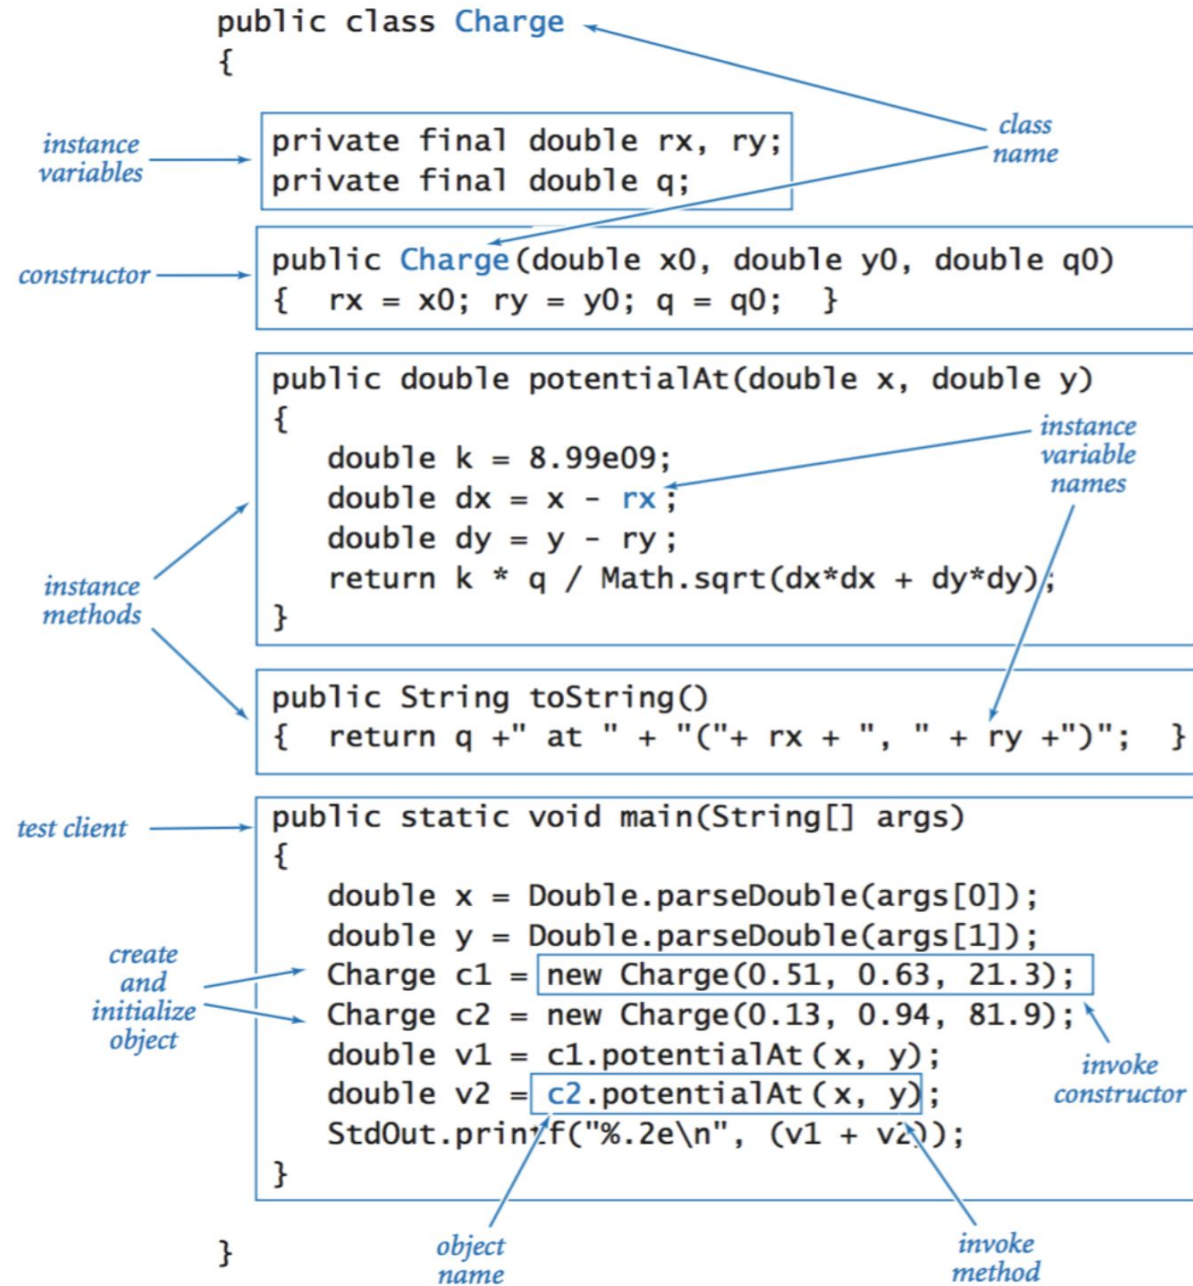 public class Charge
{
class
name
instance
variables
private final double rx, ry;
private final double q;
constructor
public Charge(double x0, double y0, double q0)
{ rx = x0; ry = y0; q = q0; }
public double potentialAt(double x, double y)
{
double k = 8.99e09;
double dx = x - rx;
double dy = y - ry;
return k * q / Math.sqrt(dx*dx + dy*dy);
}
instance
variable
names
instance
methods
public String toString()
{ return q +" at " + "("+ rx + ", " + ry +")"; }
test client
public static void main(String[] args)
{
double x = Double.parseDouble(args[0]);
double y = Double.parseDouble(args[1]);
Charge c1 = new Charge(0.51, 0.63, 21.3);
Charge c2 = new Charge(0.13, 0.94, 81.9);
double v1 = c1.potentialAt(x, y);
double v2 = c2.potentialAt(x, y);
StdOut.printf("%.2e\n", (v1 + v2));
}
create
and
initialize
object
invoke
constructor
}
object
name
invoke
method